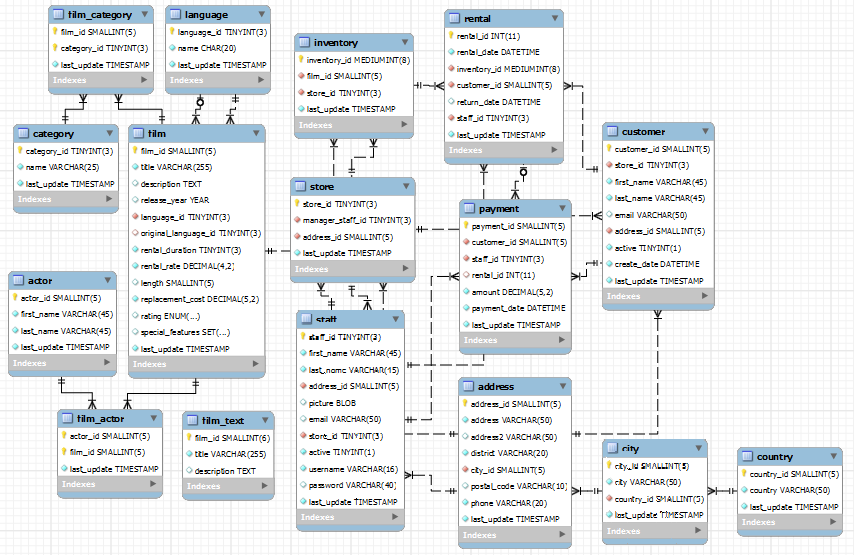 film_category
film_id SMALLINT(5)
category_id TINYINT(3)
last_update TIMESTAMP
Indexes
language
language_id TINYINT(3)
name CHAR(20)
last_update TIMESTAMP
Indexes
inventory
inventory_id MEDIUMINT(8)
film_id SMALLINT(5)
store_id TINYINT(3)
last_update TIMESTAMP
Indexes
rental
rental_id INT(11)
rental_date DATETIME
inventory_id MEDIUMINT(8)
customer_id SMALLINT(5)
return_date DATETIME
staff_id TINYINT(3)
last_update TIMESTAMP
Indexes
category
category_id TINYINT(3)
name VARCHAR(25)
last_update TIMESTAMP
Indexes
film
film_id SMALLINT(5)
title VARCHAR(255)
description TEXT
release_year YEAR
language_id TINYINT(3)
original_language_id TINYINT(3)
rental_duration TINYINT(3)
rental_rate DECIMAL(4,2)
length SMALLINT(5)
replacement_cost DECIMAL(5,2)
rating ENUM(...)
special_features SET(...)
last_update TIMESTAMP
Indexes
customer
customer_id SMALLINT(5)
store_id TINYINT(3)
first_name VARCHAR(45)
last_name VARCHAR(45)
email VARCHAR(50)
address_id SMALLINT(5)
active TINYINT(1)
create_date DATETIME
last_update TIMESTAMP
Indexes
store
store_id TINYINT(3)
manager_staff_id TINYINT(3)
address_id SMALLINT(5)
last_update TIMESTAMP
Indexes
payment
payment_id SMALLINT(5)
customer_id SMALLINT(5)
staff_id TINYINT(3)
rental_id INT(11)
amount DECIMAL(5,2)
payment_date DATETIME
last_update TIMESTAMP
Indexes
actor
actor_id SMALLINT(5)
first_name VARCHAR(45)
last_name VARCHAR(45)
last_update TIMESTAMP
Indexes
staff
staff_id TINYINT(3)
first_name VARCHAR(45)
last_name VARCHAR(45)
address_id SMALLINT(5)
picture BLOB
email VARCHAR(50)
store_id TINYINT(3)
active TINYINT(1)
username VARCHAR(16)
password VARCHAR(40)
last_update TIMESTAMP
Indexes
address
address_id SMALLINT(5)
address VARCHAR(50)
address2 VARCHAR(50)
district VARCHAR(20)
city_id SMALLINT(5)
postal_code VARCHAR(10)
phone VARCHAR(20)
last_update TIMESTAMP
Indexes
film_actor
actor_id SMALLINT(5)
film_id SMALLINT(5)
last_update TIMESTAMP
Indexes
film_text
film_id SMALLINT(6)
title VARCHAR(255)
description TEXT
Indexes
city
city_id SMALLINT(5)
city VARCHAR(50)
country_id SMALLINT(5)
last_update TIMESTAMP
Indexes
country
country_id SMALLINT(5)
country VARCHAR(50)
last_update TIMESTAMP
Indexes